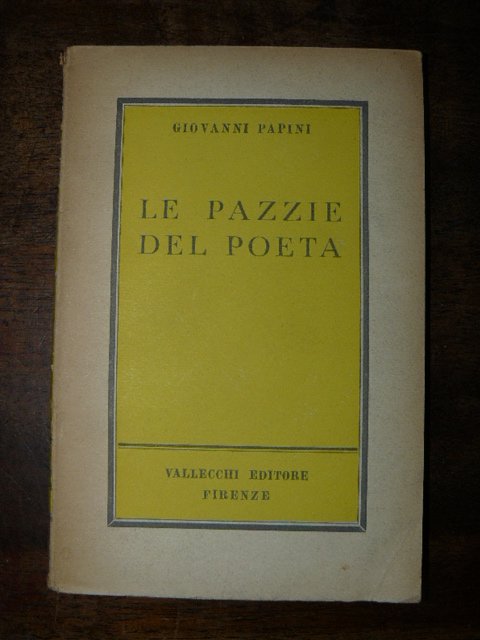 GIOVANNI PAPINI
LE PAZZIE
DEL POETA
VALLECCHI EDITORE
FIRENZE